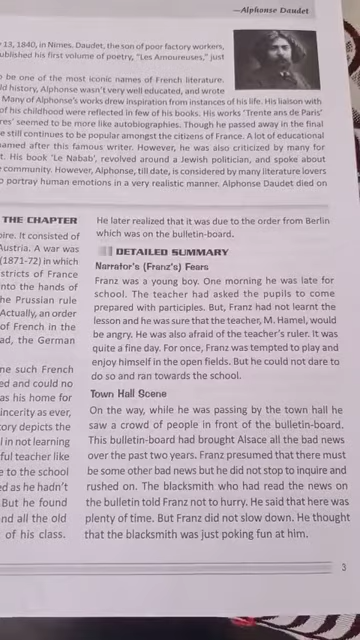 —Alphonse Daudet
13, 1840, in Nimes. Daudet, the son of poor factory workers,
ublished his first volume of poetry, "Les Amoureuses," just
be one of the most iconic names of French literature.
ld history, Alphonse wasn't very well educated, and wrote
Many of Alphonse's works drew inspiration from instances of his life. His liaison with
of his childhood were reflected in few of his books. His works 'Trente ans de Paris'
res' seemed to be more like autobiographies. Though he passed away in the final
e still continues to be popular amongst the citizens of France. A lot of educational
named after this famous writer. However, he was also criticized by many for
t. His book 'Le Nabab', revolved around a Jewish politician, and spoke about
community. However, Alphonse, till date, is considered by many literature lovers
o portray human emotions in a very realistic manner. Alphonse Daudet died on
THE CHAPTER
ire. It consisted of
Austria. A war was
(1871-72) in which
stricts of France
into the hands of
he Prussian rule
Actually, an order
of French in the
ad, the German
ne such French
ed and could no
as his home for
incerity as ever,
ory depicts the
l in not learning
ful teacher like
e to the school
ed as he hadn't
But he found
nd all the old
of his class.
He later realized that it was due to the order from Berlin
which was on the bulletin-board.
DETAILED SUMMARY
Narrator's (Franz's) Fears
Franz was a young boy. One morning he was late for
school. The teacher had asked the pupils to come
prepared with participles. But, Franz had not learnt the
lesson and he was sure that the teacher, M. Hamel, would
be angry. He was also afraid of the teacher's ruler. It was
quite a fine day. For once, Franz was tempted to play and
enjoy himself in the open fields. But he could not dare to
do so and ran towards the school.
Town Hall Scene
On the way, while he was passing by the town hall he
saw a crowd of people in front of the bulletin-board.
This bulletin-board had brought Alsace all the bad news
over the past two years. Franz presumed that there must
be some other bad news but he did not stop to inquire and
rushed on. The blacksmith who had read the news on
the bulletin told Franz not to hurry. He said that here was
plenty of time. But Franz did not slow down. He thought
that the blacksmith was just poking fun at him.
3